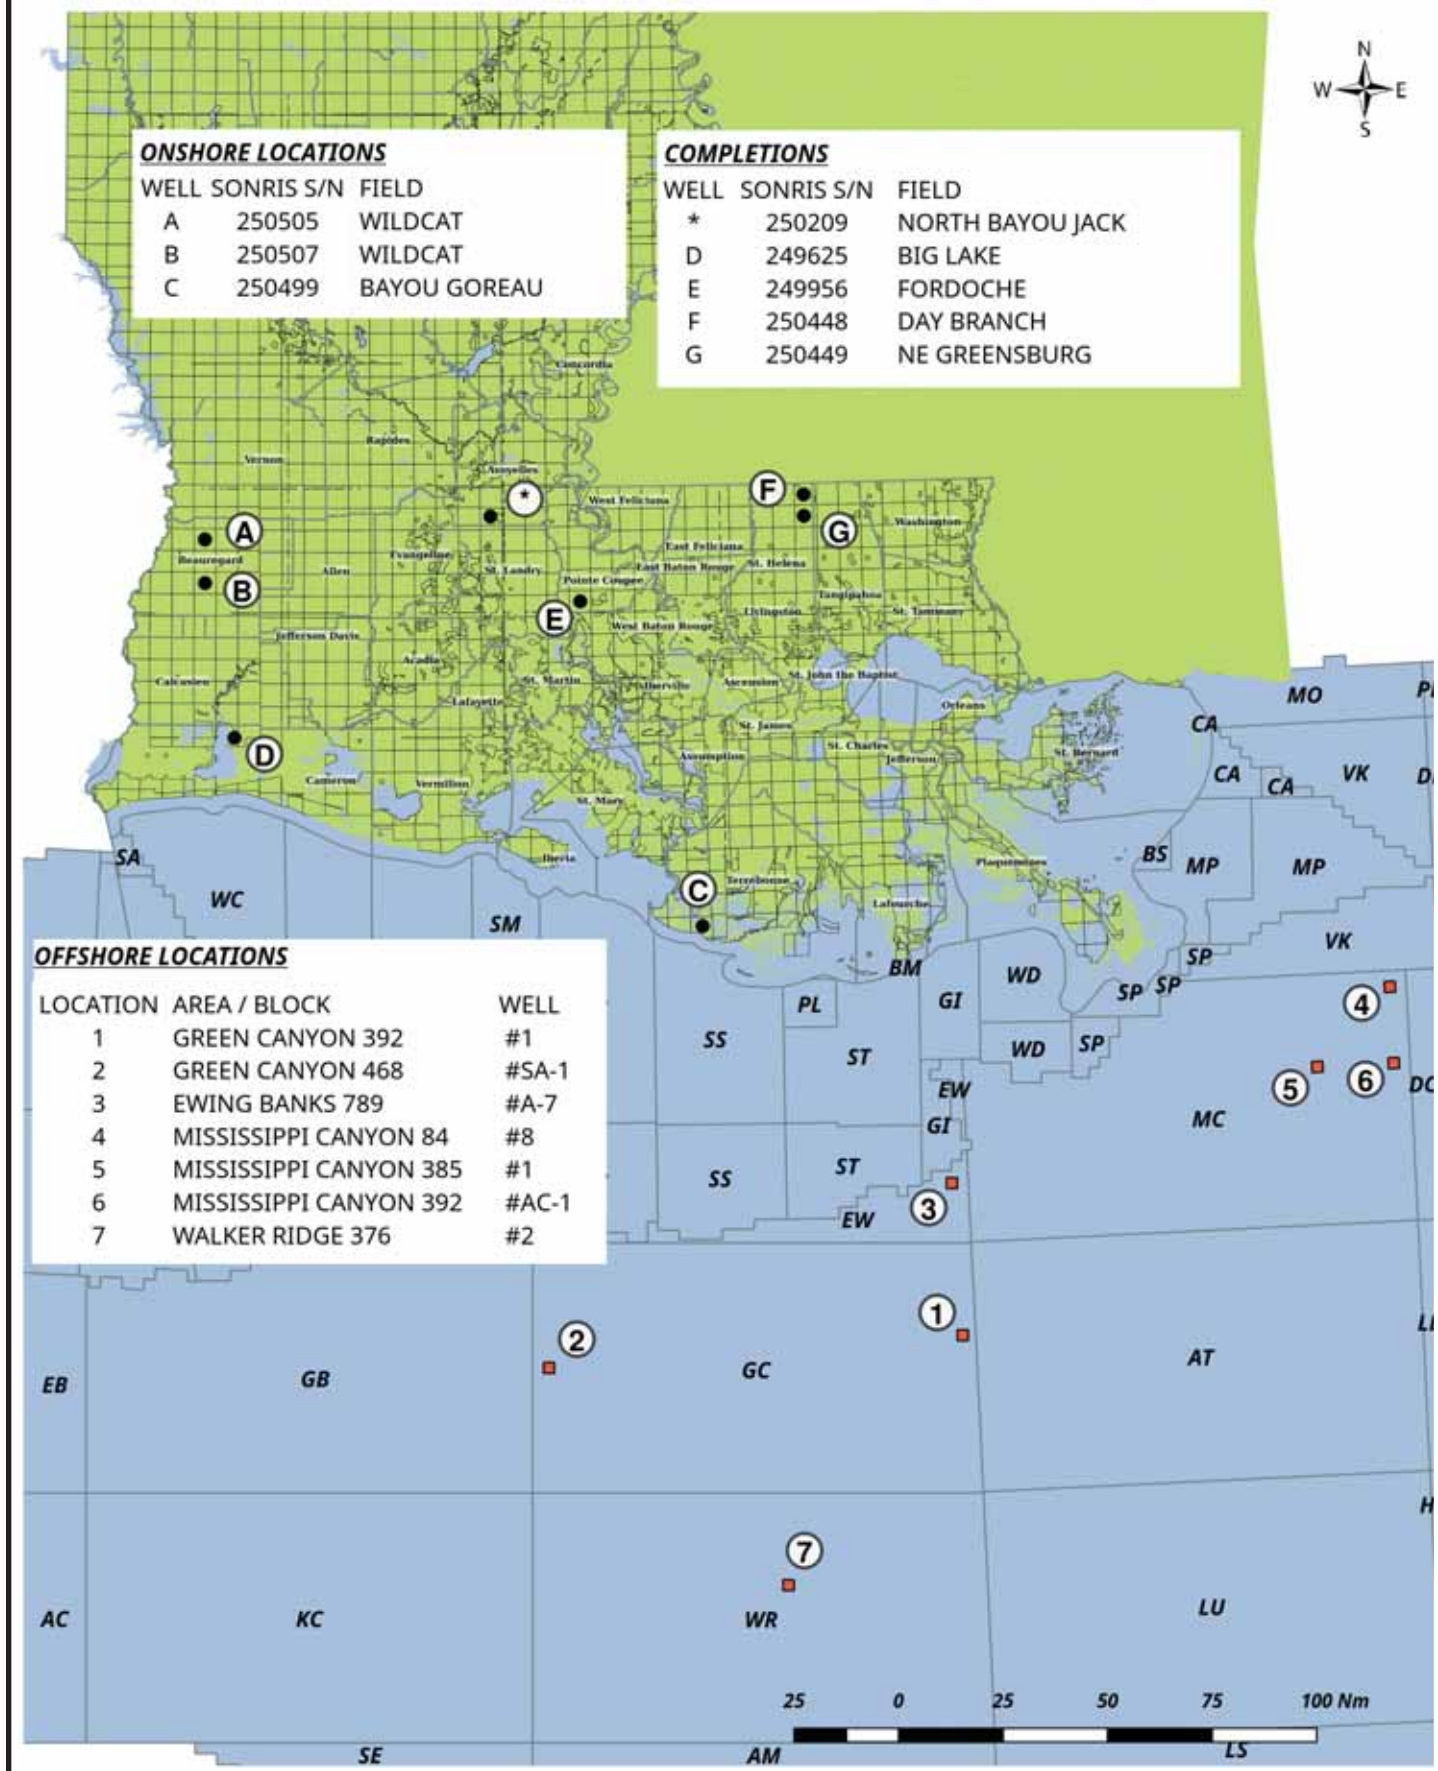 N
W E
S
ONSHORE LOCATIONS
WELL SONRIS S/N FIELD
A 250505 WILDCAT
B 250507 WILDCAT
C 250499 BAYOU GOREAU
COMPLETIONS
WELL SONRIS S/N FIELD
* 250209 NORTH BAYOU JACK
D 249625 BIG LAKE
E 249956 FORDOCHE
F 250448 DAY BRANCH
G 250449 NE GREENSBURG
Concordia
Rapides
Vernon
Avoyelles
*
F
West Feliciana
G
Washington
A
Beauregard
Evangeline
East Feliciana
Allen
St. Landry
East Baton Rouge
St. Helena
B
Pointe Coupee
Tangipahoa
E
Livingston
St. Tammany
West Baton Rouge
Jefferson Davis
Acadia
Calcasieu
St. Martin
Iberville
Ascension
St. John the Baptist
Lafayette
Orleans
MO
CA
St. James
D
Assumption
St. Charles
Jefferson
St. Bernard
Cameron
Vermilion
CA
CA
VK
St. Mary
SA
Iberia
BS
MP
MP
Plaquemines
WC
C
Terrebonne
Lafourche
SM
VK
OFFSHORE LOCATIONS
LOCATION AREA / BLOCK WELL
1 GREEN CANYON 392 #1
2 GREEN CANYON 468 #SA-1
3 EWING BANKS 789 #A-7
4 MISSISSIPPI CANYON 84 #8
5 MISSISSIPPI CANYON 385 #1
6 MISSISSIPPI CANYON 392 #AC-1
7 WALKER RIDGE 376 #2
BM
WD
SP
SP
SP
PL
GI
4
SS
ST
WD
SP
EW
5
6
DC
GI
MC
SS
ST
3
EW
1
2
EB
GB
GC
AT
7
AC
KC
WR
LU
25 0 25 50 75 100 Nm
SE
AM
LS